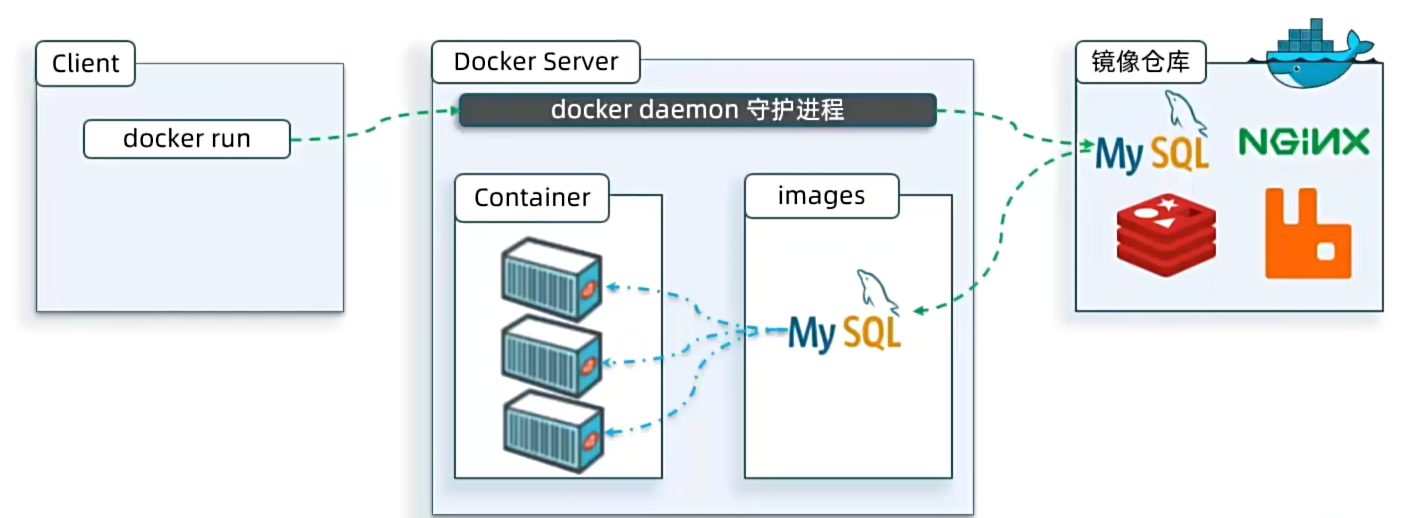 Client
docker run
Docker Server
docker daemon 守护进程
Container
images
MySQL
镜像仓库
MySQL
NGINX